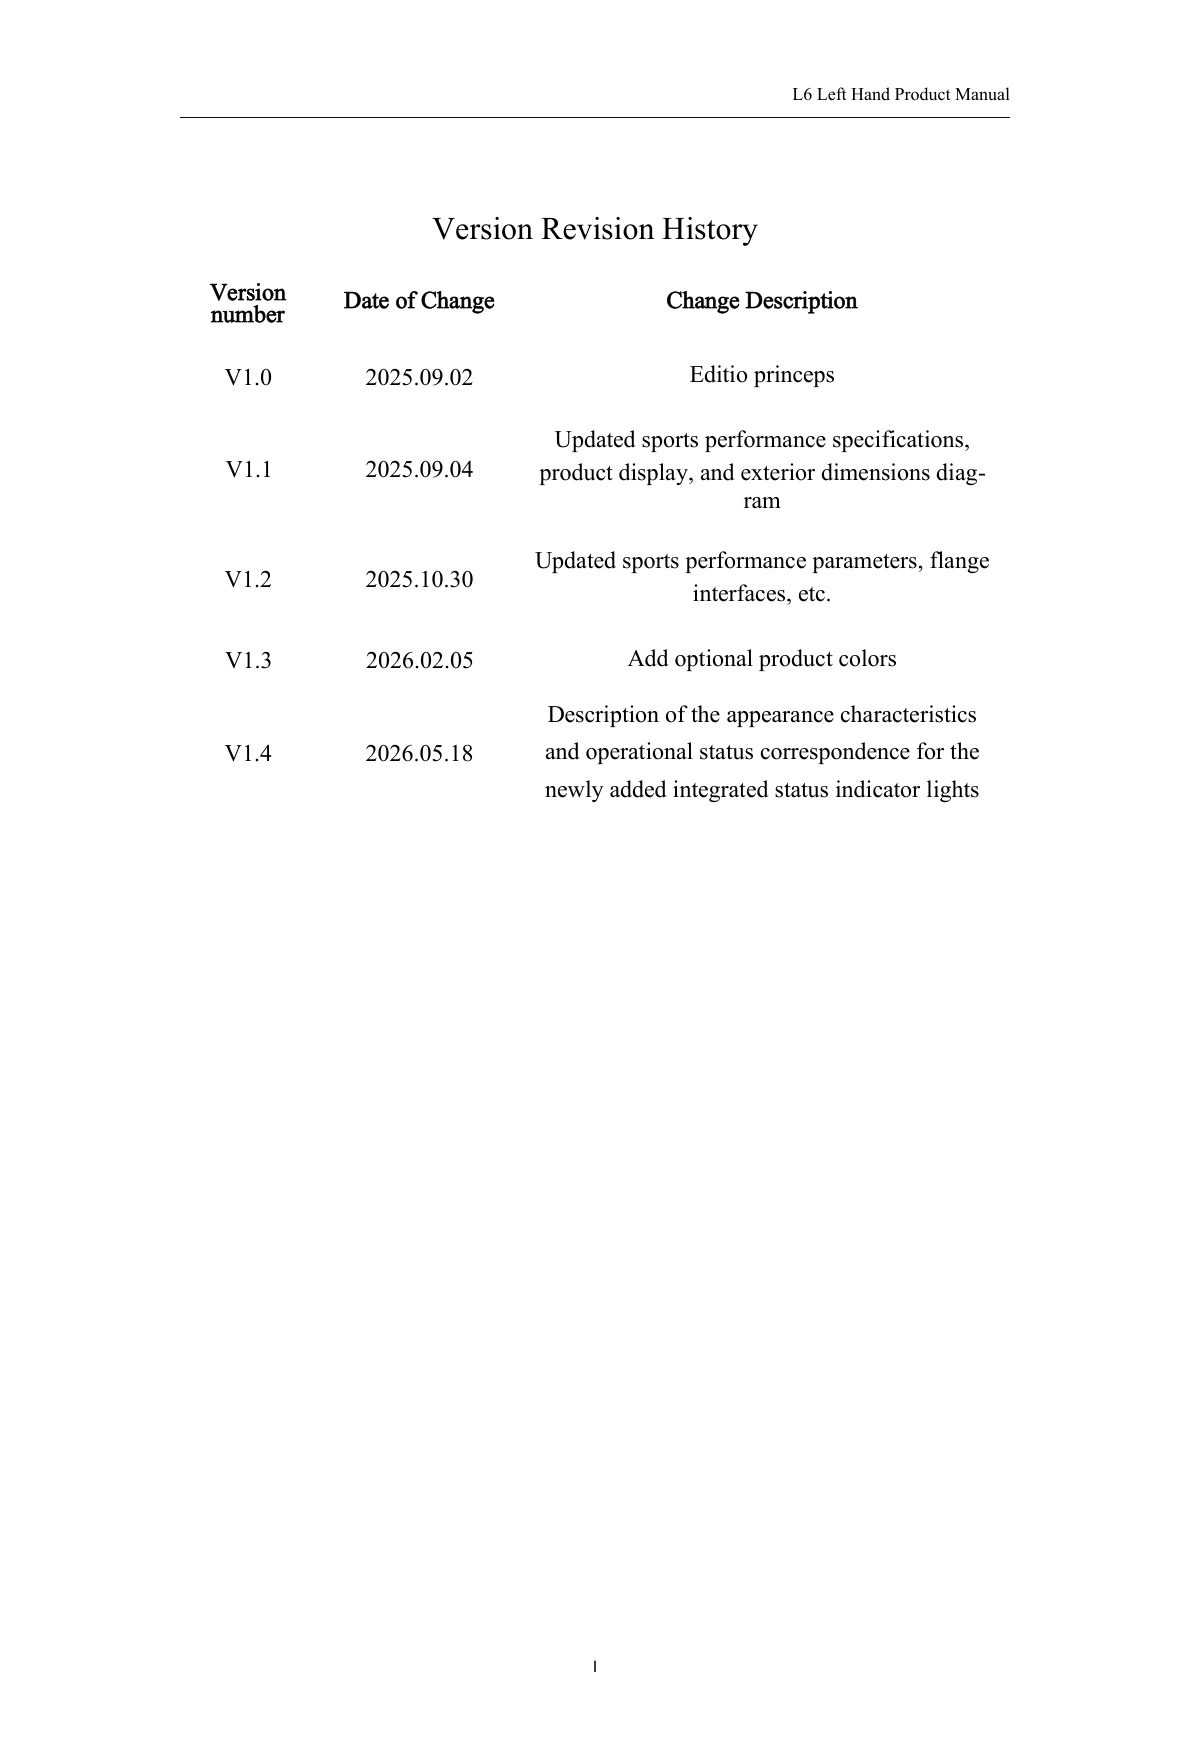 L6 Left Hand Product Manual
Version Revision History
Version
number
Date of Change
Change Description
V1.0
2025.09.02
Editio princeps
V1.1
2025.09.04
Updated sports performance specifications,
product display, and exterior dimensions diag-
ram
V1.2
2025.10.30
Updated sports performance parameters, flange
interfaces, etc.
V1.3
2026.02.05
Add optional product colors
V1.4
2026.05.18
Description of the appearance characteristics
and operational status correspondence for the
newly added integrated status indicator lights
I